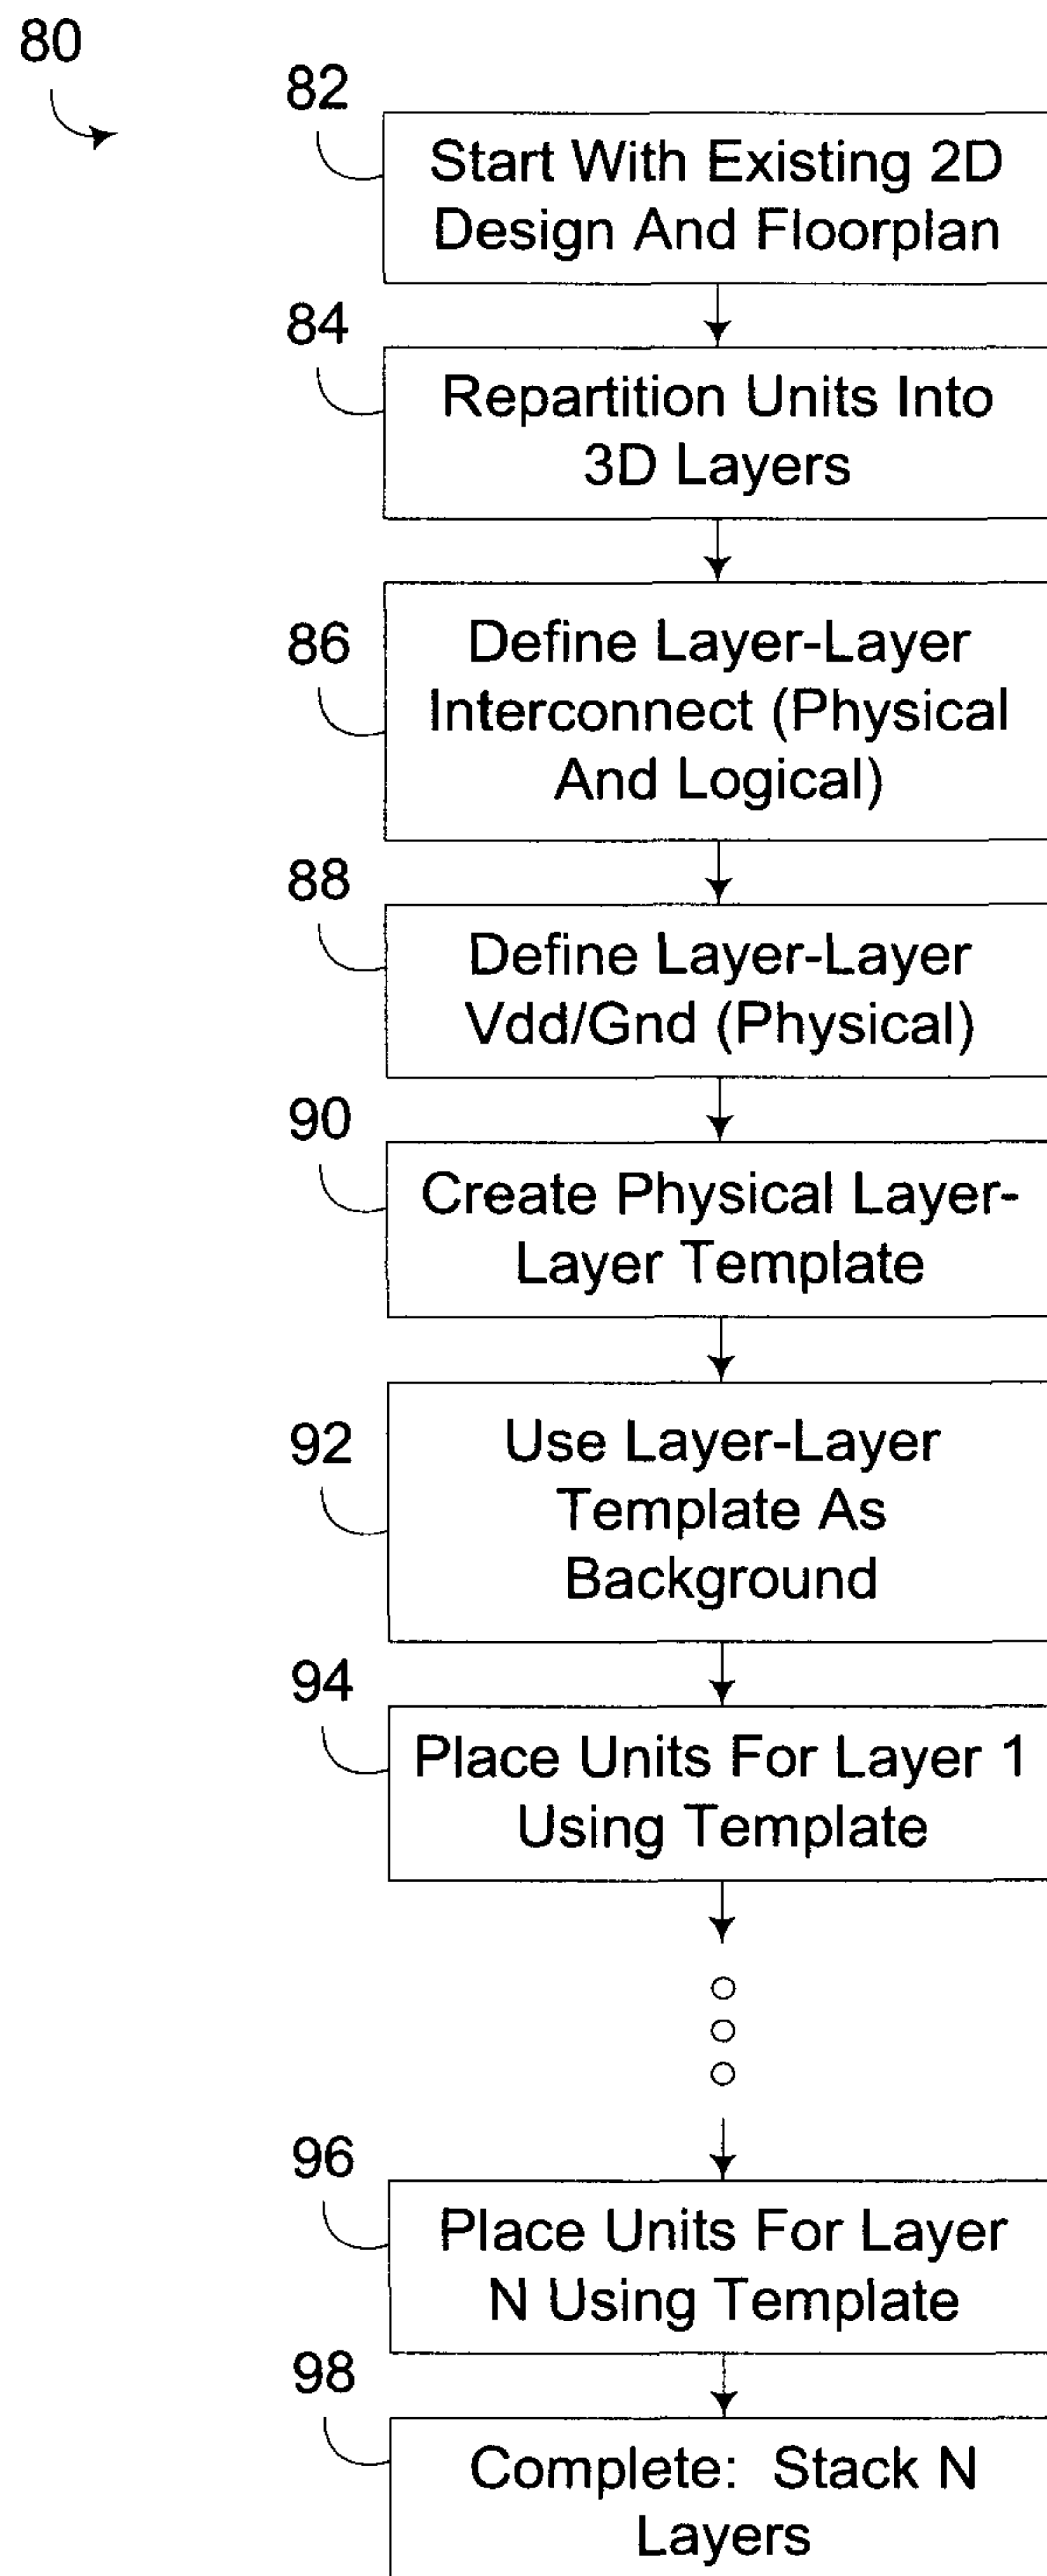 80
82
Start With Existing 2D
Design And Floorplan
84
Repartition Units Into
3D Layers
86
Define Layer-Layer
Interconnect (Physical
And Logical)
88
Define Layer-Layer
Vdd/Gnd (Physical)
90
Create Physical Layer-
Layer Template
92
Use Layer-Layer
Template As
Background
94
Place Units For Layer 1
Using Template
96
Place Units For Layer
N Using Template
98
Complete: Stack N
Layers